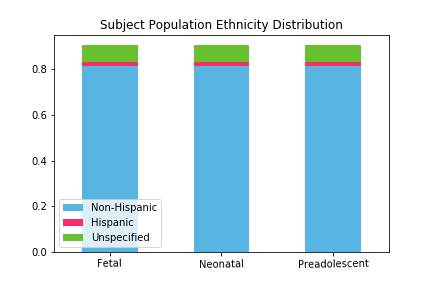 Subject Population Ethnicity Distribution
0.8
0.6
0.4
0.2
0.0
Non-Hispanic
Hispanic
Unspecified
Fetal Neonatal Preadolescent